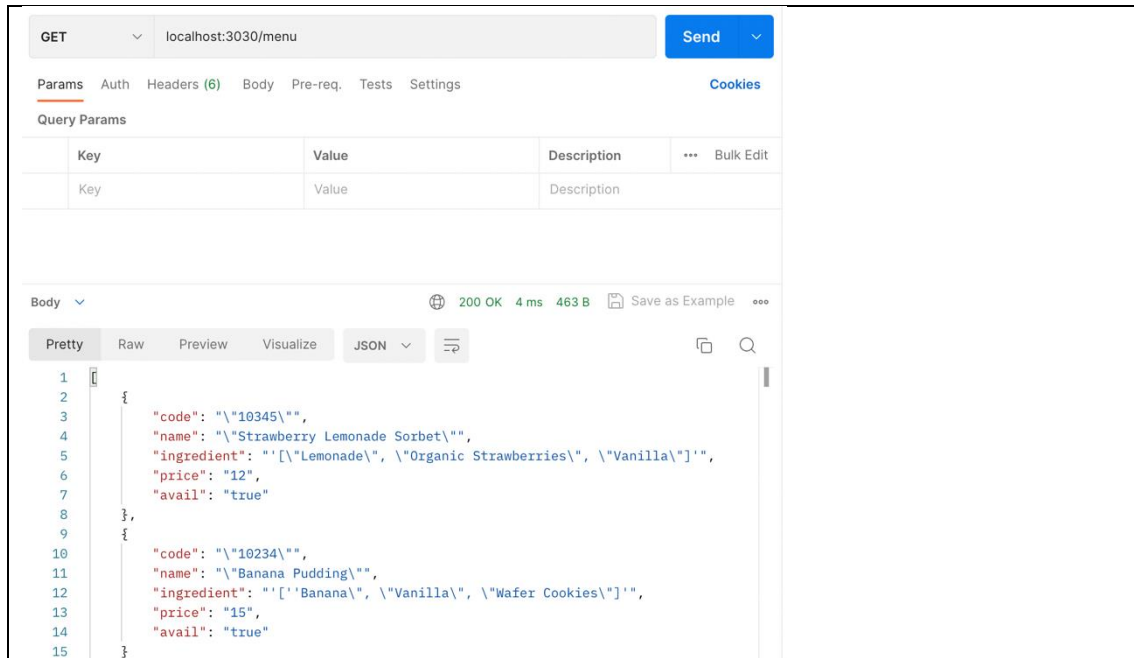 GET localhost:3030/menu Send
Params Auth Headers (6) Body Pre-req. Tests Settings Cookies
Query Params
Key Value Description ••• Bulk Edit
Key Value Description
Body 200 OK 4 ms 463 B Save as Example
Pretty Raw Preview Visualize JSON
1 [
2 {
3 "code": "\"10345\"",
4 "name": "\"Strawberry Lemonade Sorbet\"",
5 "ingredient": "'[\"Lemonade\", \"Organic Strawberries\", \"Vanilla\"]'",
6 "price": "12",
7 "avail": "true"
8 },
9 {
10 "code": "\"10234\"",
11 "name": "\"Banana Pudding\"",
12 "ingredient": "'[''Banana\", \"Vanilla\", \"Wafer Cookies\"]'",
13 "price": "15",
14 "avail": "true"
15 }